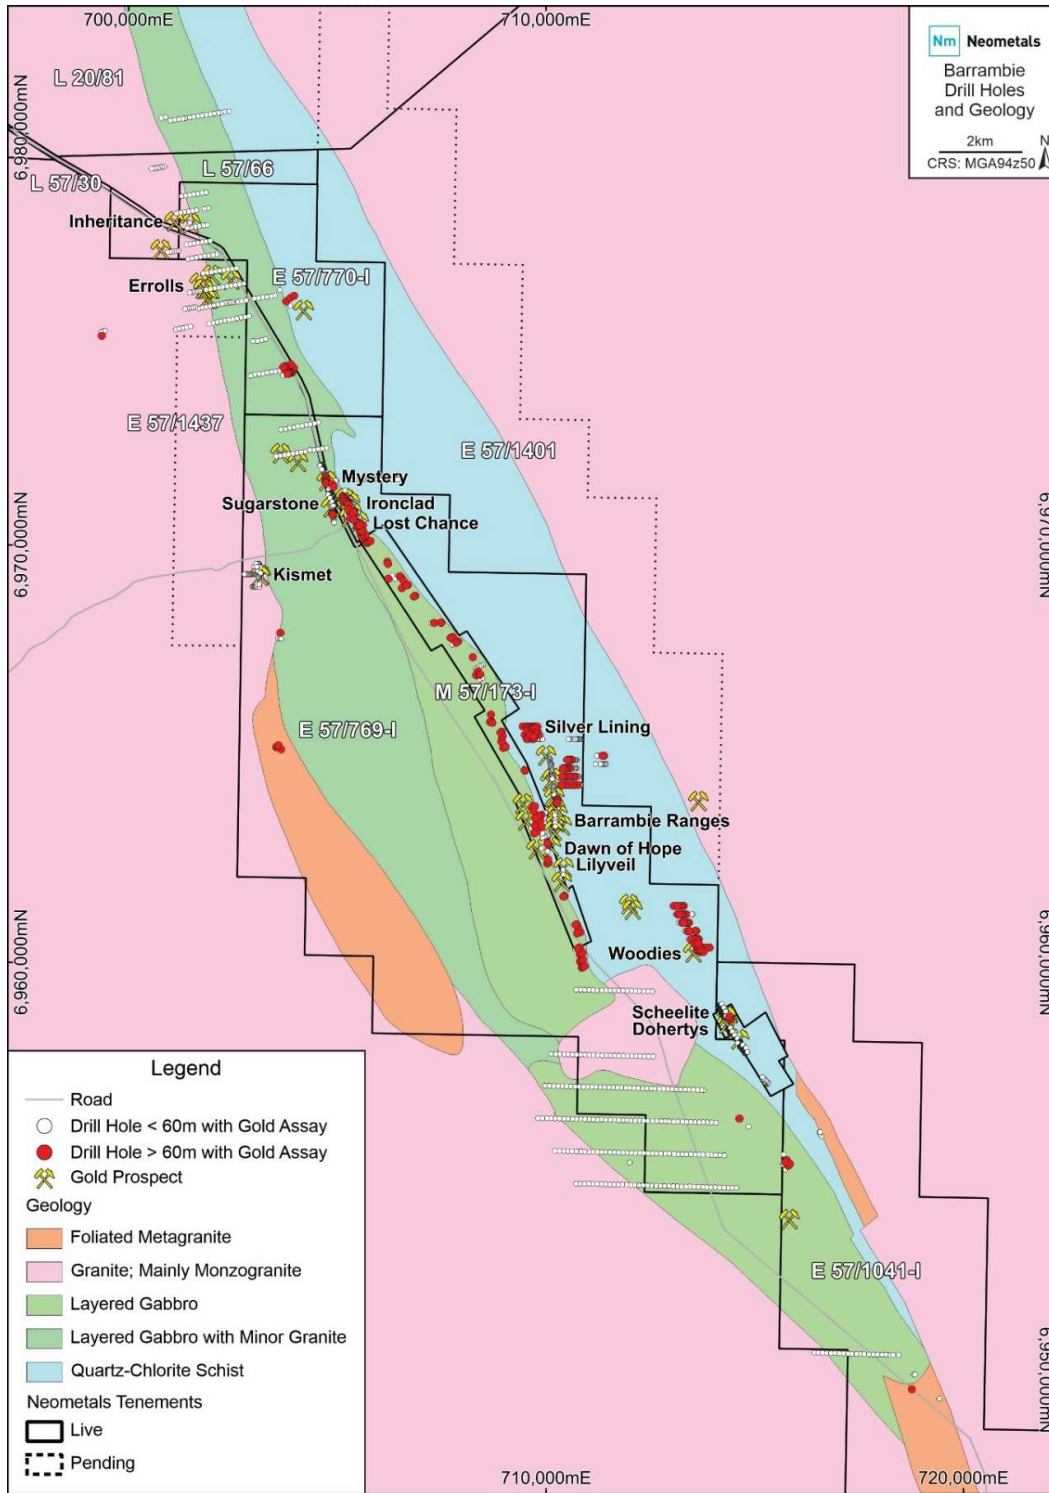 700,000mE
710,000mE
Nm Neometals
Barrambie
Drill Holes
and Geology
2km
N
CRS: MGA94z50
6,980,000mN
L 20/81
L 57/66
L 57/30
Inheritance
Errolls
E 57/770-I
E 57/1437
E 57/1401
Mystery
Sugarstone
Ironclad
Lost Chance
6,970,000mN
6,970,000mN
Kismet
M 57/173-I
E 57/769-I
Silver Lining
Barrambie Ranges
Dawn of Hope
Lilyveil
Woodies
6,960,000mN
6,960,000mN
Scheelite
Dohertys
E 57/1041-I
6,950,000mN
Legend
Road
Drill Hole < 60m with Gold Assay
Drill Hole > 60m with Gold Assay
Gold Prospect
Geology
Foliated Metagranite
Granite; Mainly Monzogranite
Layered Gabbro
Layered Gabbro with Minor Granite
Quartz-Chlorite Schist
Neometals Tenements
Live
Pending
710,000mE
720,000mE